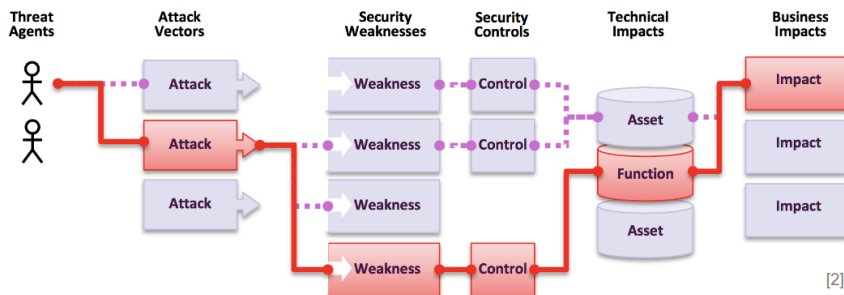 Threat Agents
Attack Vectors
Security Weaknesses
Security Controls
Technical Impacts
Business Impacts
Attack
Weakness
Control
Impact
Asset
Attack
Weakness
Control
Impact
Function
Attack
Weakness
Impact
Asset
Weakness
Control
[2]